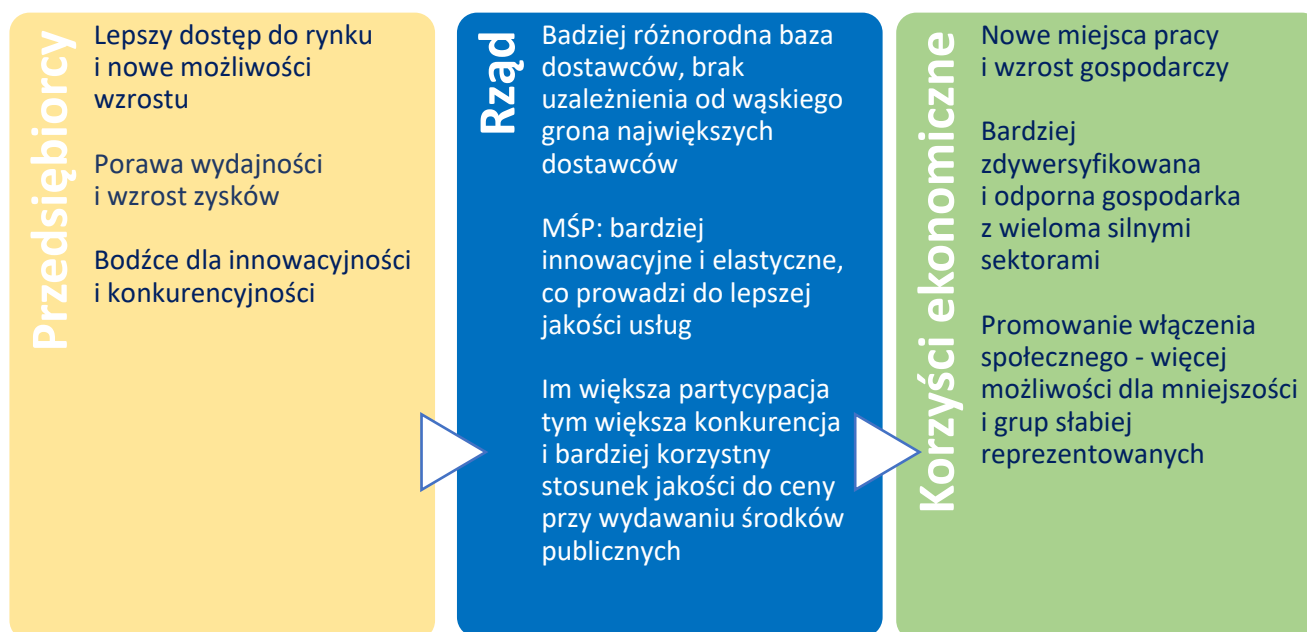 Przedsiębiorcy
Lepszy dostęp do rynku
i nowe możliwości
wzrostu
Porawa wydajności
i wzrost zysków
Bodźce dla innowacyjności
i konkurencyjności
Rząd
Badziej różnorodna baza
dostawców, brak
uzależnienia od wąskiego
grona największych
dostawców
MŚP: bardziej
innowacyjne i elastyczne,
co prowadzi do lepszej
jakości usług
Im większa partycypacja
tym większa konkurencja
i bardziej korzystny
stosunek jakości do ceny
przy wydawaniu środków
publicznych
Korzyści ekonomiczne
Nowe miejsca pracy
i wzrost gospodarczy
Bardziej
zdywersyfikowana
i odporna gospodarka
z wieloma silnymi
sektorami
Promowanie włączenia
społecznego - więcej
możliwości dla mniejszości
i grup słabiej
reprezentowanych